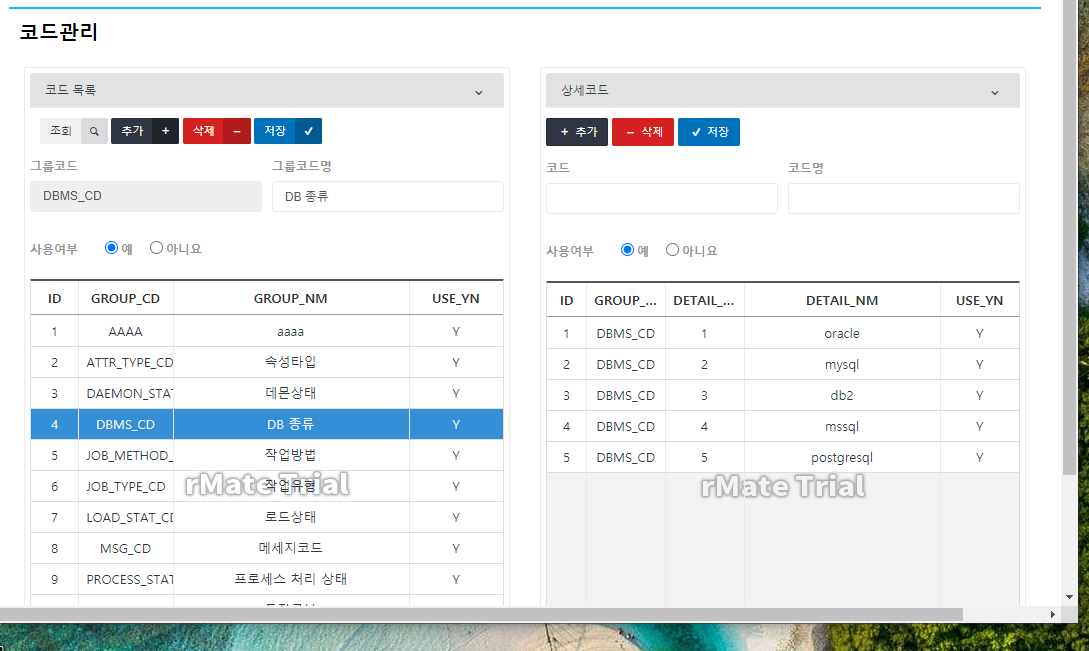 코드관리
코드 목록
조회 추가 + 삭제 − 저장 ✔
그룹코드 그룹코드명
DBMS_CD DB 종류
사용여부 예 아니요
ID GROUP_CD GROUP_NM USE_YN
1 AAAA aaaa Y
2 ATTR_TYPE_CD 속성타입 Y
3 DAEMON_STAT 데몬상태 Y
4 DBMS_CD DB 종류 Y
5 JOB_METHOD_ 작업방법 Y
6 JOB_TYPE_CD 작업유형 Y
7 LOAD_STAT_CD 로드상태 Y
8 MSG_CD 메세지코드 Y
9 PROCESS_STAT 프로세스 처리 상태 Y
rMate Trial
상세코드
+ 추가 − 삭제 ✔ 저장
코드 코드명
사용여부 예 아니요
ID GROUP_... DETAIL_... DETAIL_NM USE_YN
1 DBMS_CD 1 oracle Y
2 DBMS_CD 2 mysql Y
3 DBMS_CD 3 db2 Y
4 DBMS_CD 4 mssql Y
5 DBMS_CD 5 postgresql Y
rMate Trial